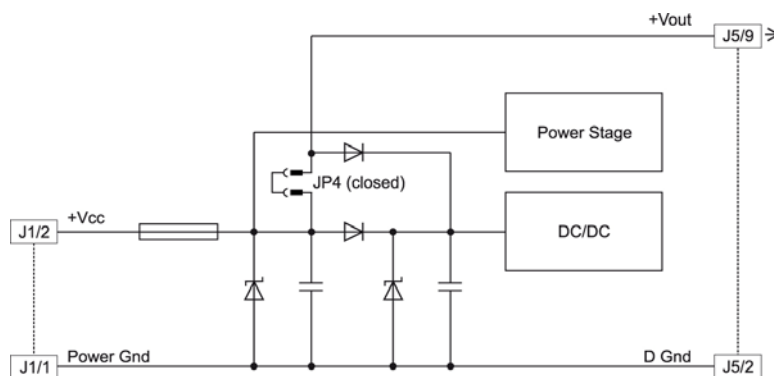 +Vout
J5/9
Power Stage
JP4 (closed)
+Vcc
J1/2
DC/DC
Power Gnd
D Gnd
J1/1
J5/2